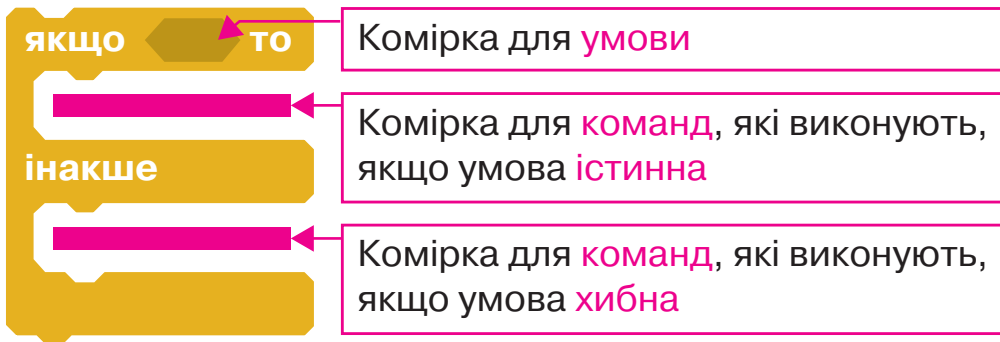 якщо то
Комірка для умови
Комірка для команд, які виконують,
якщо умова істинна
інакше
Комірка для команд, які виконують,
якщо умова хибна